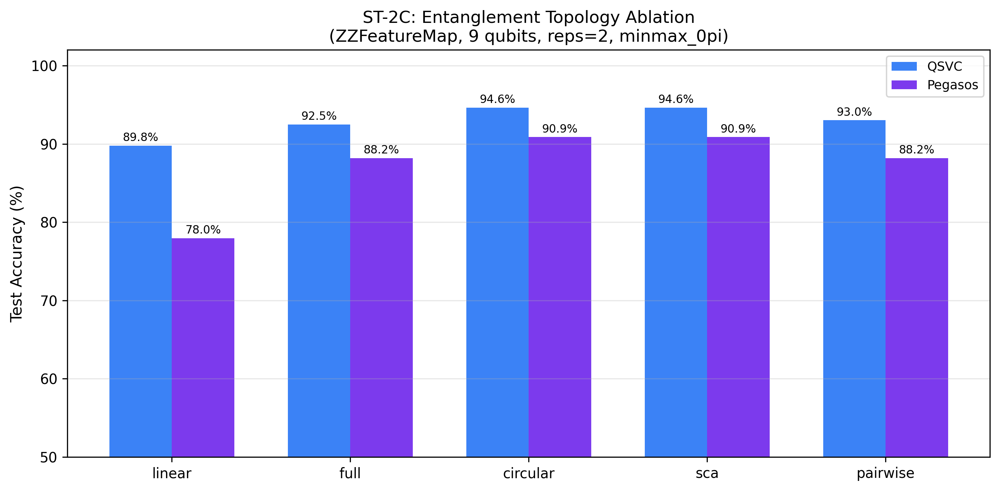 ST-2C: Entanglement Topology Ablation
(ZZFeatureMap, 9 qubits, reps=2, minmax_0pi)
QSVC
Pegasos
Test Accuracy (%)
100
90
80
70
60
50
89.8%
78.0%
92.5%
88.2%
94.6%
90.9%
94.6%
90.9%
93.0%
88.2%
linear
full
circular
sca
pairwise